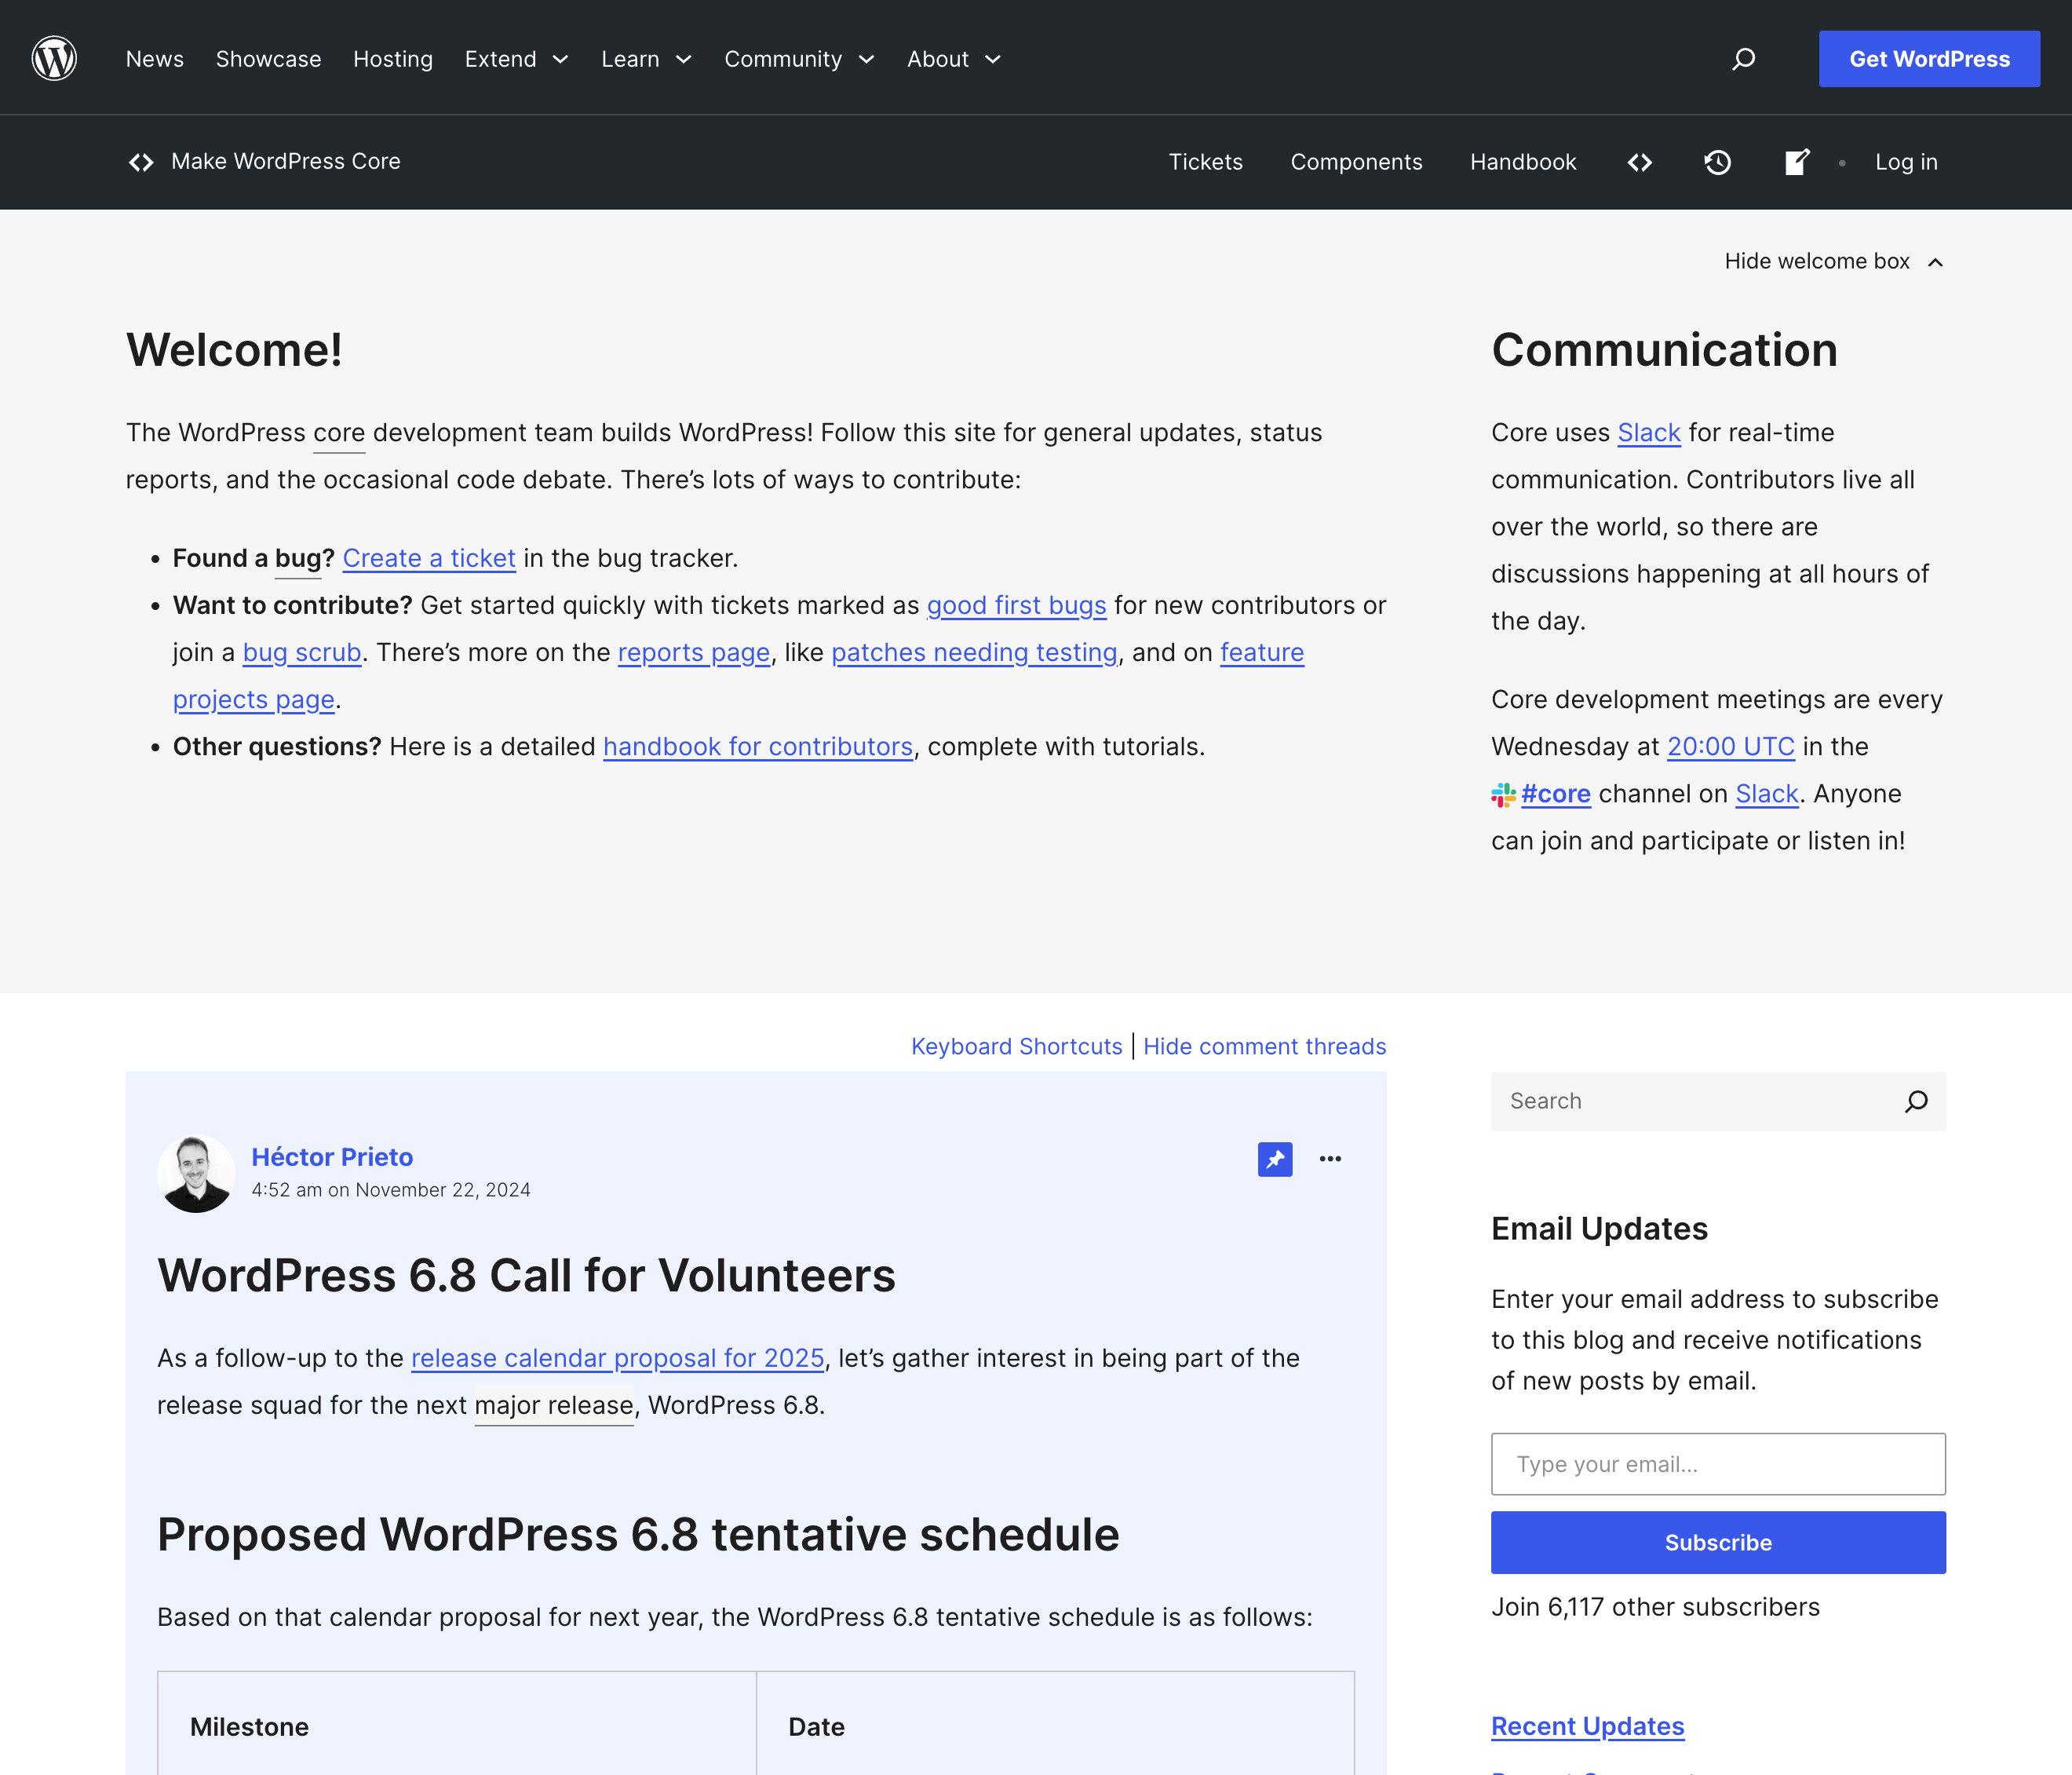 News Showcase Hosting Extend Learn Community About Get WordPress
Make WordPress Core Tickets Components Handbook Log in
Hide welcome box
Welcome!
The WordPress core development team builds WordPress! Follow this site for general updates, status
reports, and the occasional code debate. There’s lots of ways to contribute:
• Found a bug? Create a ticket in the bug tracker.
• Want to contribute? Get started quickly with tickets marked as good first bugs for new contributors or
join a bug scrub. There’s more on the reports page, like patches needing testing, and on feature
projects page.
• Other questions? Here is a detailed handbook for contributors, complete with tutorials.
Communication
Core uses Slack for real-time
communication. Contributors live all
over the world, so there are
discussions happening at all hours of
the day.
Core development meetings are every
Wednesday at 20:00 UTC in the
#core channel on Slack. Anyone
can join and participate or listen in!
Keyboard Shortcuts | Hide comment threads
Héctor Prieto
4:52 am on November 22, 2024
WordPress 6.8 Call for Volunteers
As a follow-up to the release calendar proposal for 2025, let’s gather interest in being part of the
release squad for the next major release, WordPress 6.8.
Proposed WordPress 6.8 tentative schedule
Based on that calendar proposal for next year, the WordPress 6.8 tentative schedule is as follows:
Milestone Date
Search
Email Updates
Enter your email address to subscribe
to this blog and receive notifications
of new posts by email.
Type your email…
Subscribe
Join 6,117 other subscribers
Recent Updates